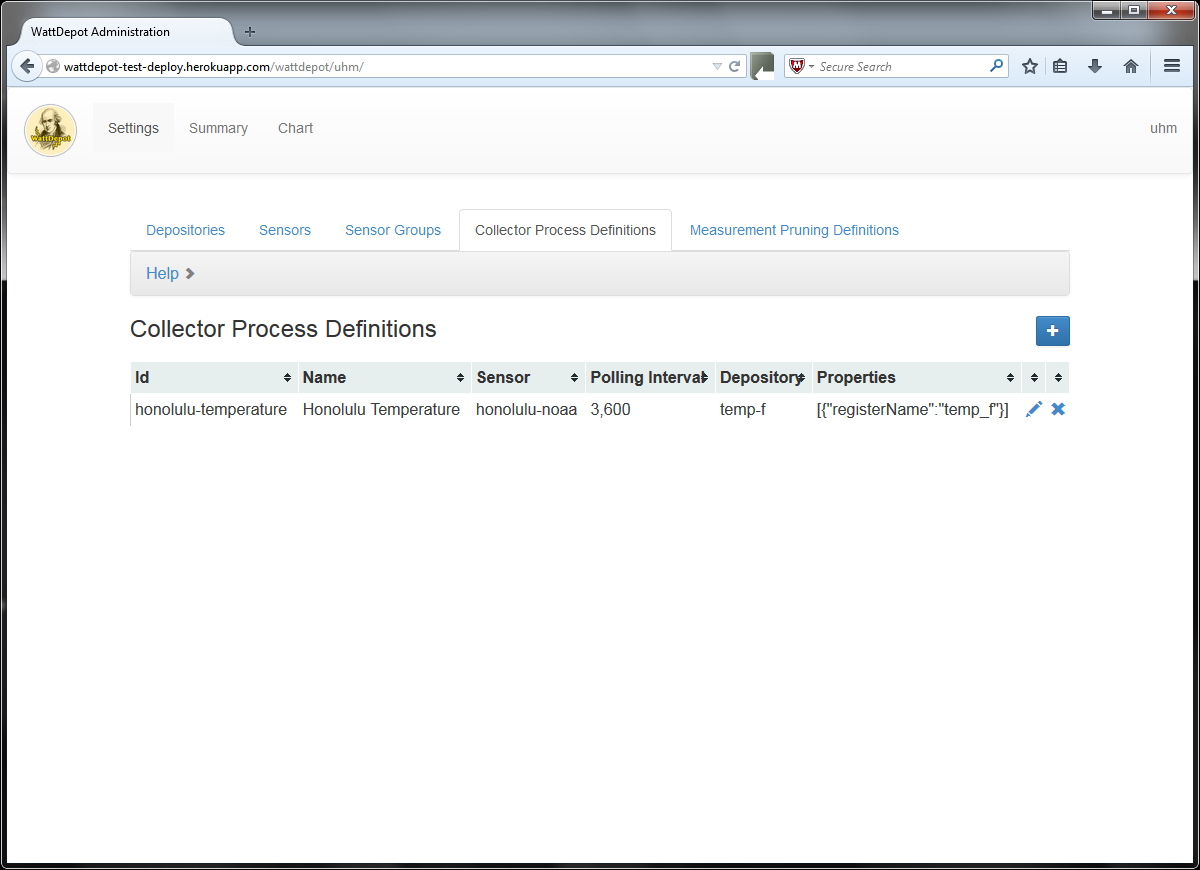 WattDepot Administration
wattdepot-test-deploy.herokuapp.com/wattdepot/uhm/
Secure Search
WattDepot
Settings Summary Chart uhm
Depositories Sensors Sensor Groups Collector Process Definitions Measurement Pruning Definitions
Help
Collector Process Definitions
Id Name Sensor Polling Interval Depository Properties
honolulu-temperature Honolulu Temperature honolulu-noaa 3,600 temp-f [{"registerName":"temp_f"}]